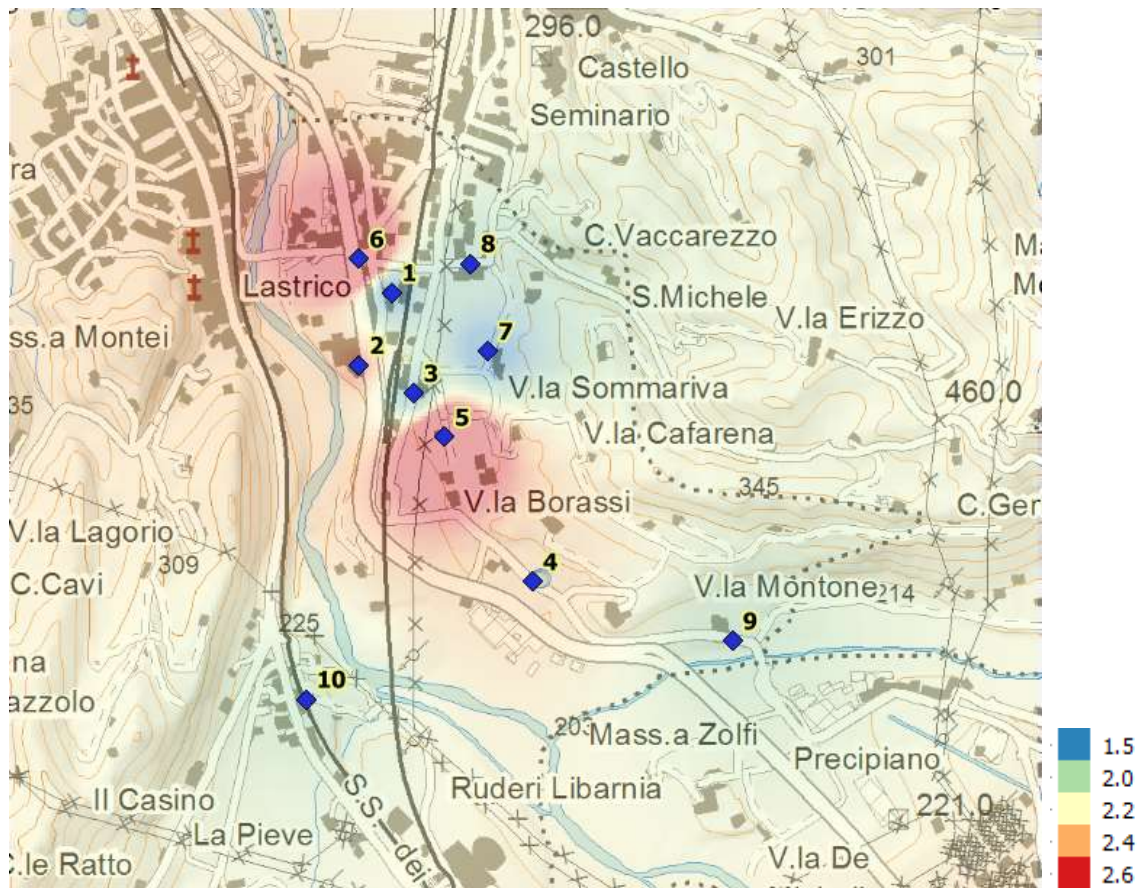 296.0
301
Castello
Seminario
ra
C.Vaccarezzo
6
8
Lastrico
1
S.Michele
V.la Erizzo
ss.a Montei
2
7
3
V.la Sommariva
460.0
35
5
V.la Cafarena
V.la Borassi
345
C.Ger
V.la Lagorio
309
4
C.Cavi
V.la Montone
214
9
225
na
10
azzolo
203
Mass.a Zolfi
Precipiano
1.5
S.S. dei
Ruderi Libarnia
2.0
Il Casino
221.0
2.2
La Pieve
2.4
C.le Ratto
V.la De
2.6